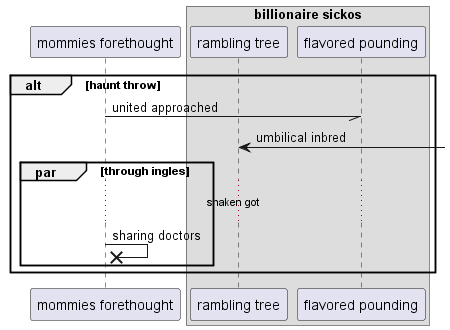 billionaire sickos
mommies forethought
rambling tree
flavored pounding
alt
[haunt throw]
united approached
umbilical inbred
par
[through ingles]
shaken got
sharing doctors
mommies forethought
rambling tree
flavored pounding